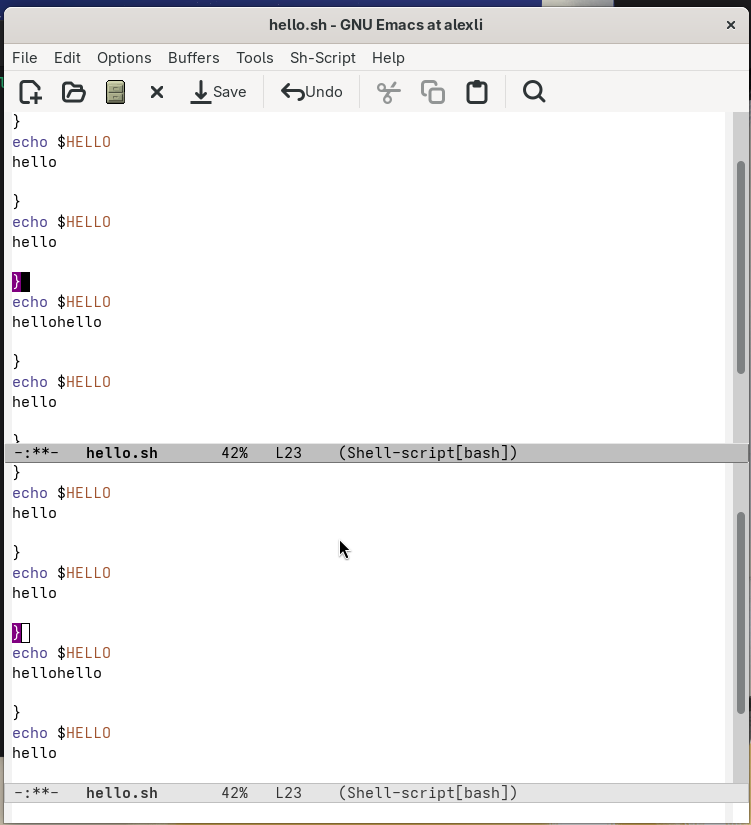 hello.sh - GNU Emacs at alexli
File Edit Options Buffers Tools Sh-Script Help
Save Undo
}
echo $HELLO
hello
}
echo $HELLO
hello
}
echo $HELLO
hellohello
}
echo $HELLO
hello
}
-:**- hello.sh 42% L23 (Shell-script[bash])
}
echo $HELLO
hello
}
echo $HELLO
hello
}
echo $HELLO
hellohello
}
echo $HELLO
hello
-:**- hello.sh 42% L23 (Shell-script[bash])